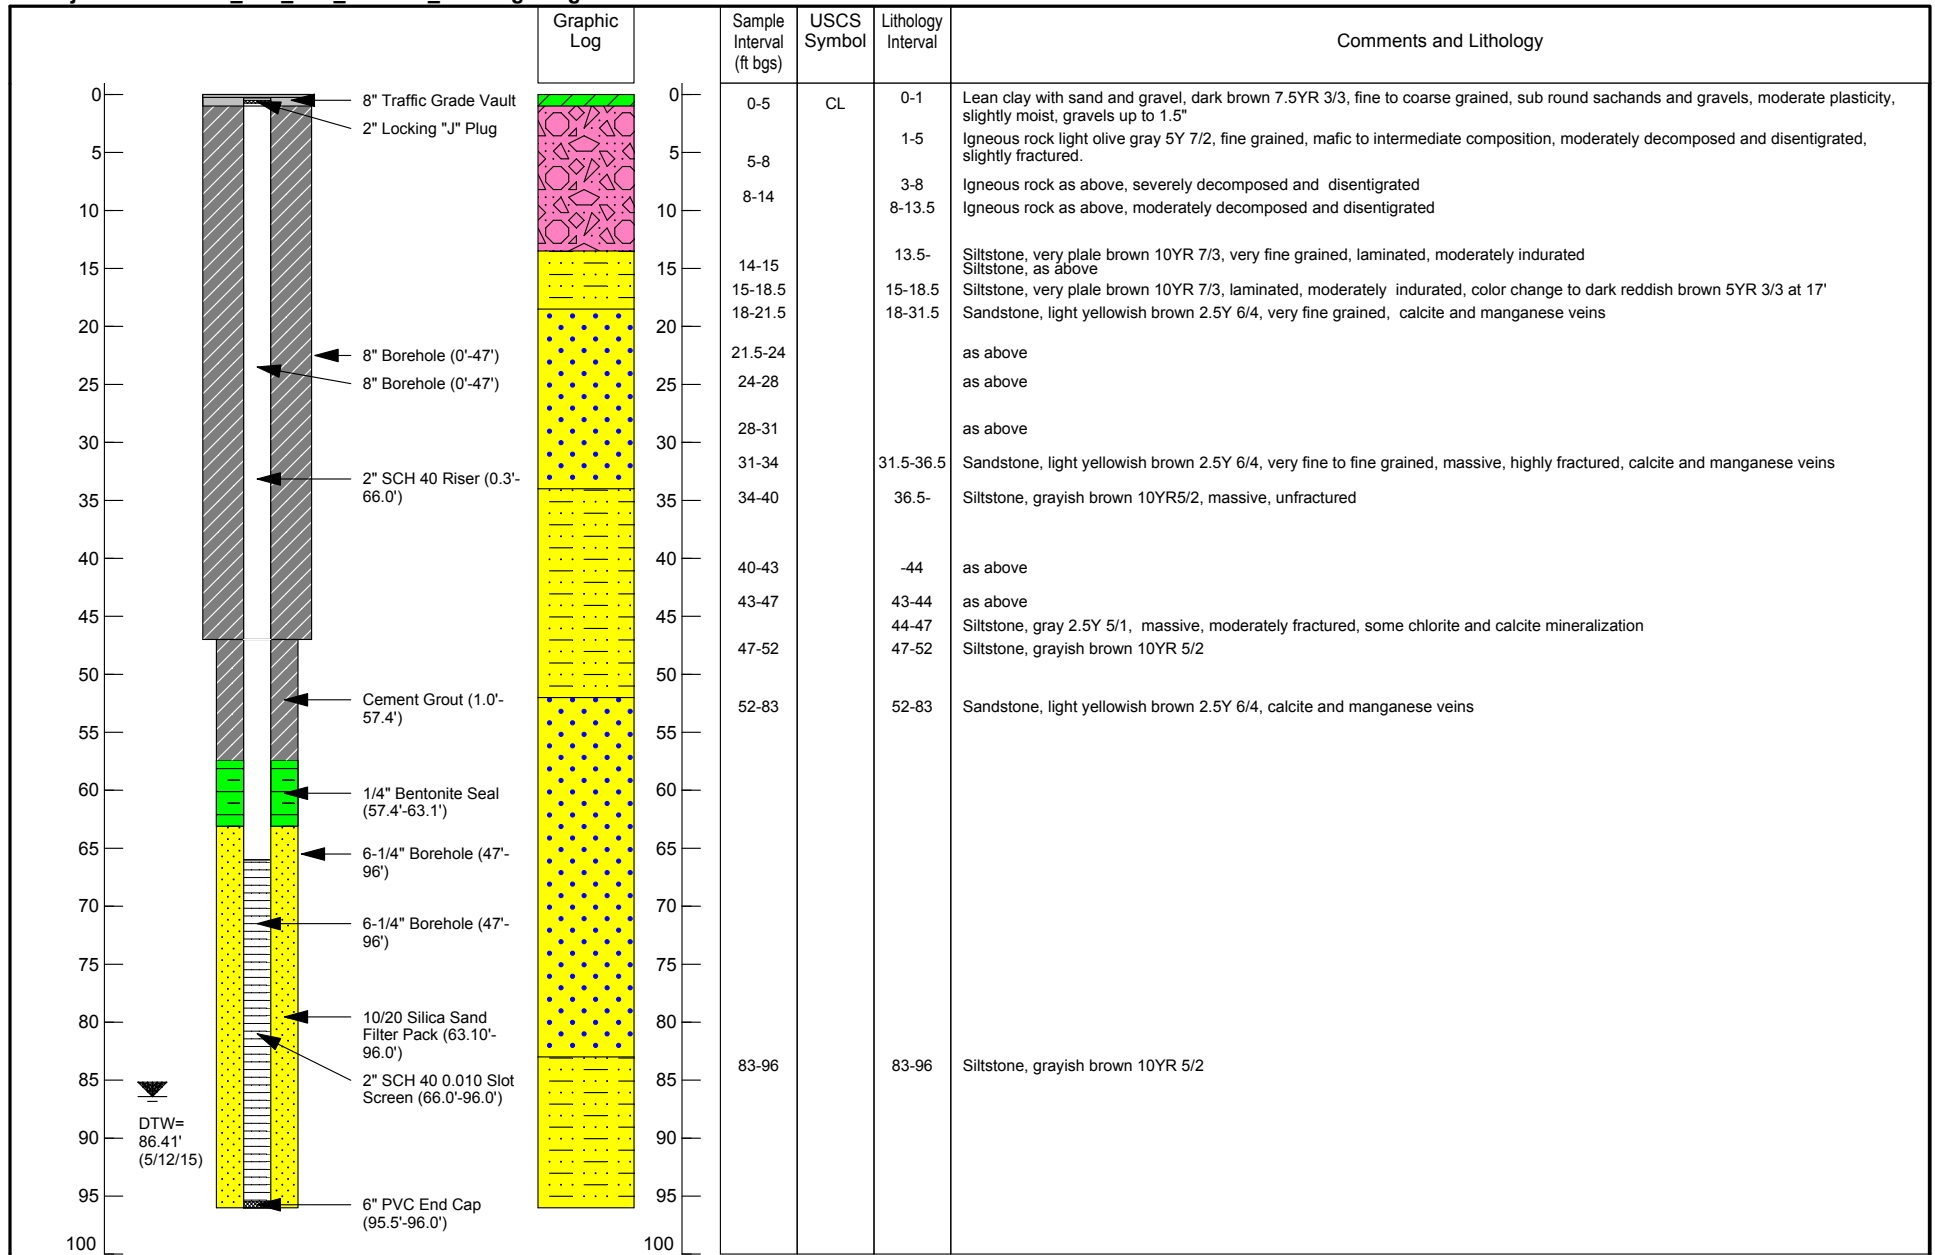 Graphic
Log
Sample
Interval
(ft bgs)
USCS
Symbol
Lithology
Interval
Comments and Lithology
0
5
10
15
20
25
30
35
40
45
50
55
60
65
70
75
80
85
90
95
100
8" Traffic Grade Vault
2" Locking "J" Plug
8" Borehole (0'-47')
8" Borehole (0'-47')
2" SCH 40 Riser (0.3'-
66.0')
Cement Grout (1.0'-
57.4')
1/4" Bentonite Seal
(57.4'-63.1')
6-1/4" Borehole (47'-
96')
6-1/4" Borehole (47'-
96')
10/20 Silica Sand
Filter Pack (63.10'-
96.0')
2" SCH 40 0.010 Slot
Screen (66.0'-96.0')
6" PVC End Cap
(95.5'-96.0')
DTW=
86.41'
(5/12/15)
0
5
10
15
20
25
30
35
40
45
50
55
60
65
70
75
80
85
90
95
100
0-5 CL 0-1 Lean clay with sand and gravel, dark brown 7.5YR 3/3, fine to coarse grained, sub round sachands and gravels, moderate plasticity,
slightly moist, gravels up to 1.5"
1-5 Igneous rock light olive gray 5Y 7/2, fine grained, mafic to intermediate composition, moderately decomposed and disentigrated,
5-8 slightly fractured.
3-8 Igneous rock as above, severely decomposed and disentigrated
8-14
8-13.5 Igneous rock as above, moderately decomposed and disentigrated
13.5- Siltstone, very plale brown 10YR 7/3, very fine grained, laminated, moderately indurated
14-15 Siltstone, as above
15-18.5 15-18.5 Siltstone, very plale brown 10YR 7/3, laminated, moderately indurated, color change to dark reddish brown 5YR 3/3 at 17'
18-21.5 18-31.5 Sandstone, light yellowish brown 2.5Y 6/4, very fine grained, calcite and manganese veins
21.5-24 as above
24-28 as above
28-31 as above
31-34 31.5-36.5 Sandstone, light yellowish brown 2.5Y 6/4, very fine to fine grained, massive, highly fractured, calcite and manganese veins
34-40 36.5- Siltstone, grayish brown 10YR5/2, massive, unfractured
40-43 -44 as above
43-47 43-44 as above
44-47 Siltstone, gray 2.5Y 5/1, massive, moderately fractured, some chlorite and calcite mineralization
47-52 47-52 Siltstone, grayish brown 10YR 5/2
52-83 52-83 Sandstone, light yellowish brown 2.5Y 6/4, calcite and manganese veins
83-96 83-96 Siltstone, grayish brown 10YR 5/2